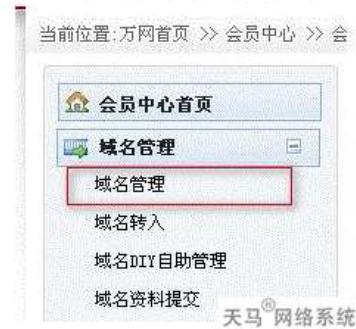 当前位置:万网首页 >> 会员中心 >> 会
会员中心首页
域名管理
域名管理
域名转入
域名DIY自助管理
域名资料提交
天马®网络系统